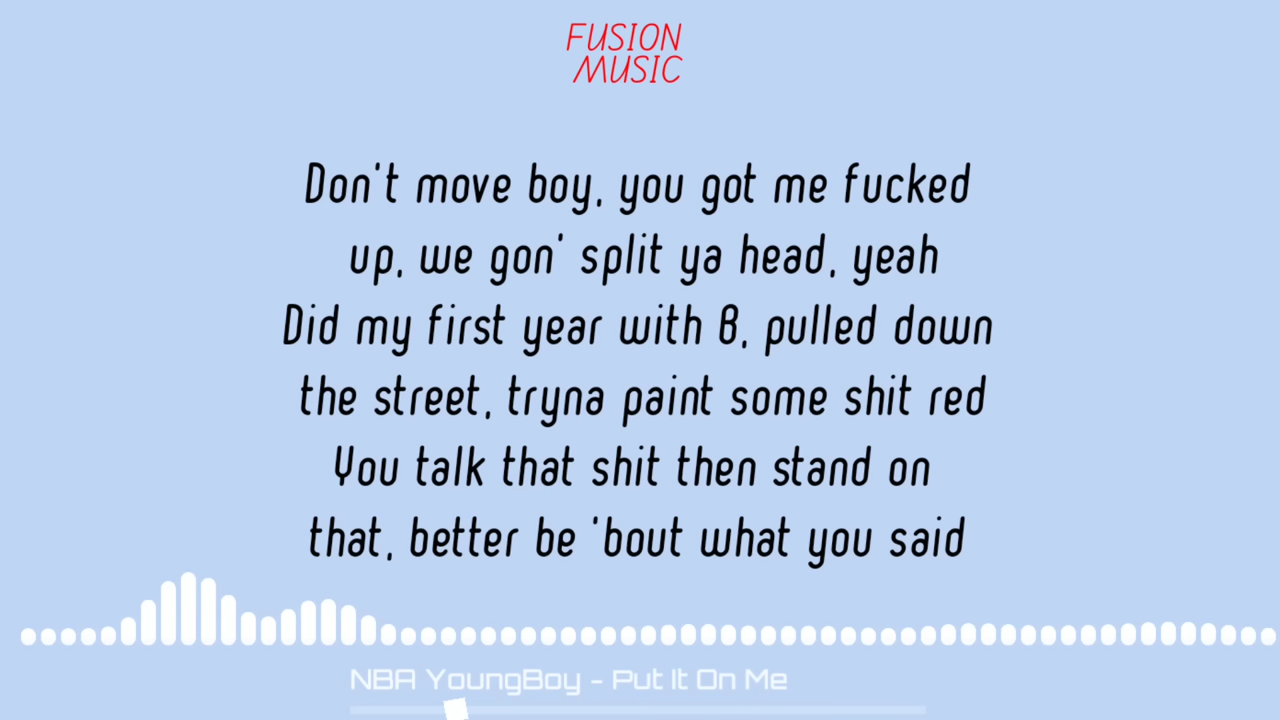 FUSION
MUSIC
Don't move boy, you got me fucked
up, we gon' split ya head, yeah
Did my first year with B, pulled down
the street, tryna paint some shit red
You talk that shit then stand on
that, better be 'bout what you said
NBA YoungBoy - Put It On Me